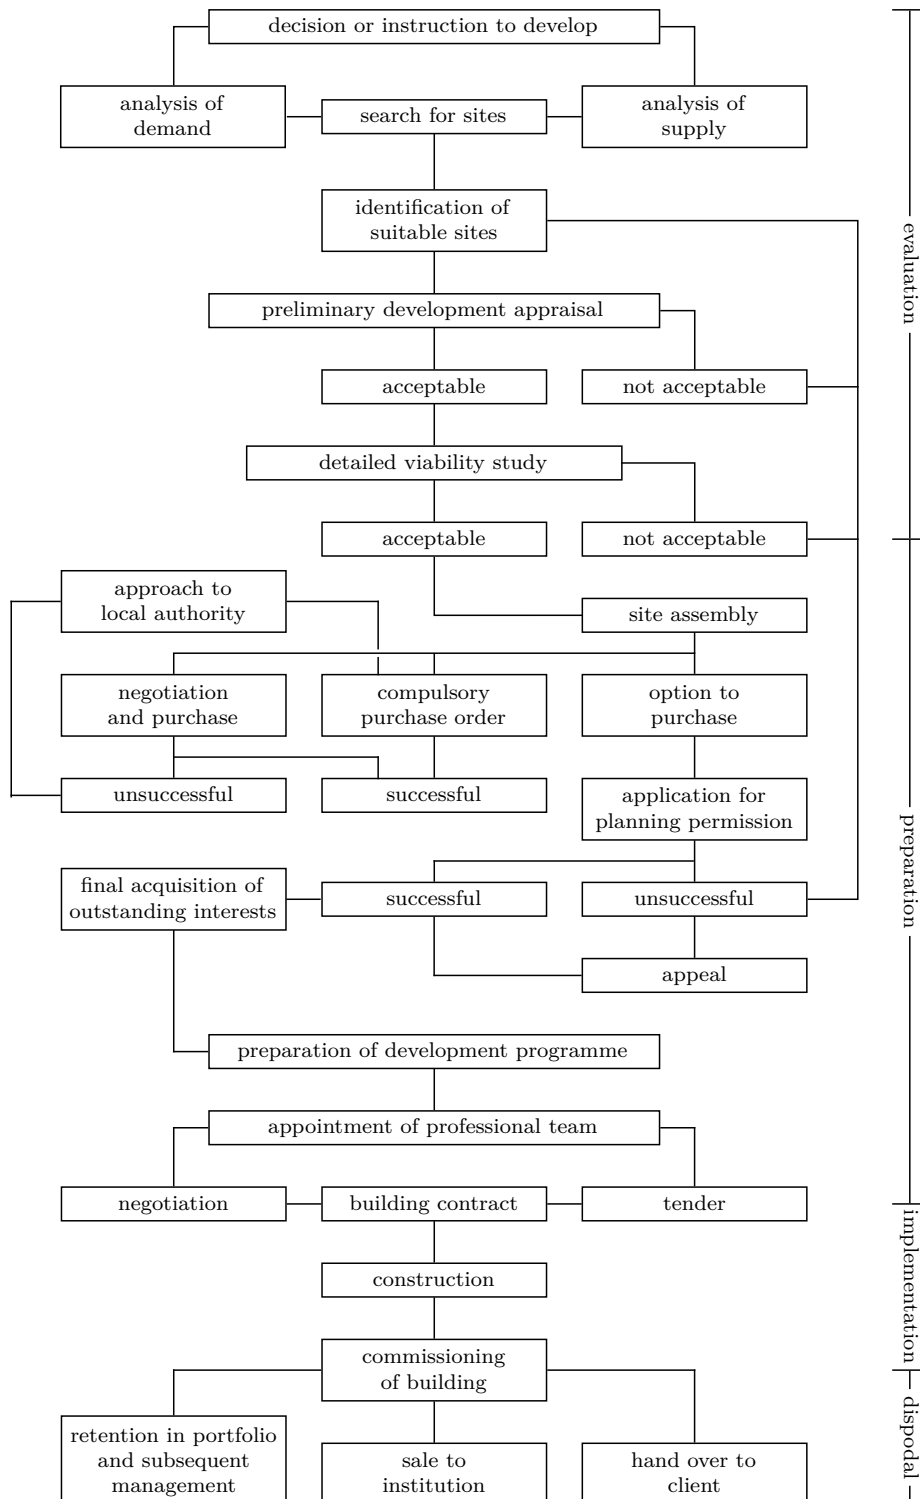 decision or instruction to develop
analysis of
demand
search for sites
analysis of
supply
identification of
suitable sites
evaluation
preliminary development appraisal
acceptable
not acceptable
detailed viability study
acceptable
not acceptable
approach to
local authority
site assembly
negotiation
and purchase
compulsory
purchase order
option to
purchase
unsuccessful
successful
application for
planning permission
preparation
final acquisition of
outstanding interests
successful
unsuccessful
appeal
preparation of development programme
appointment of professional team
negotiation
building contract
tender
implementation
construction
commissioning
of building
retention in portfolio
and subsequent
management
sale to
institution
hand over to
client
dispodal